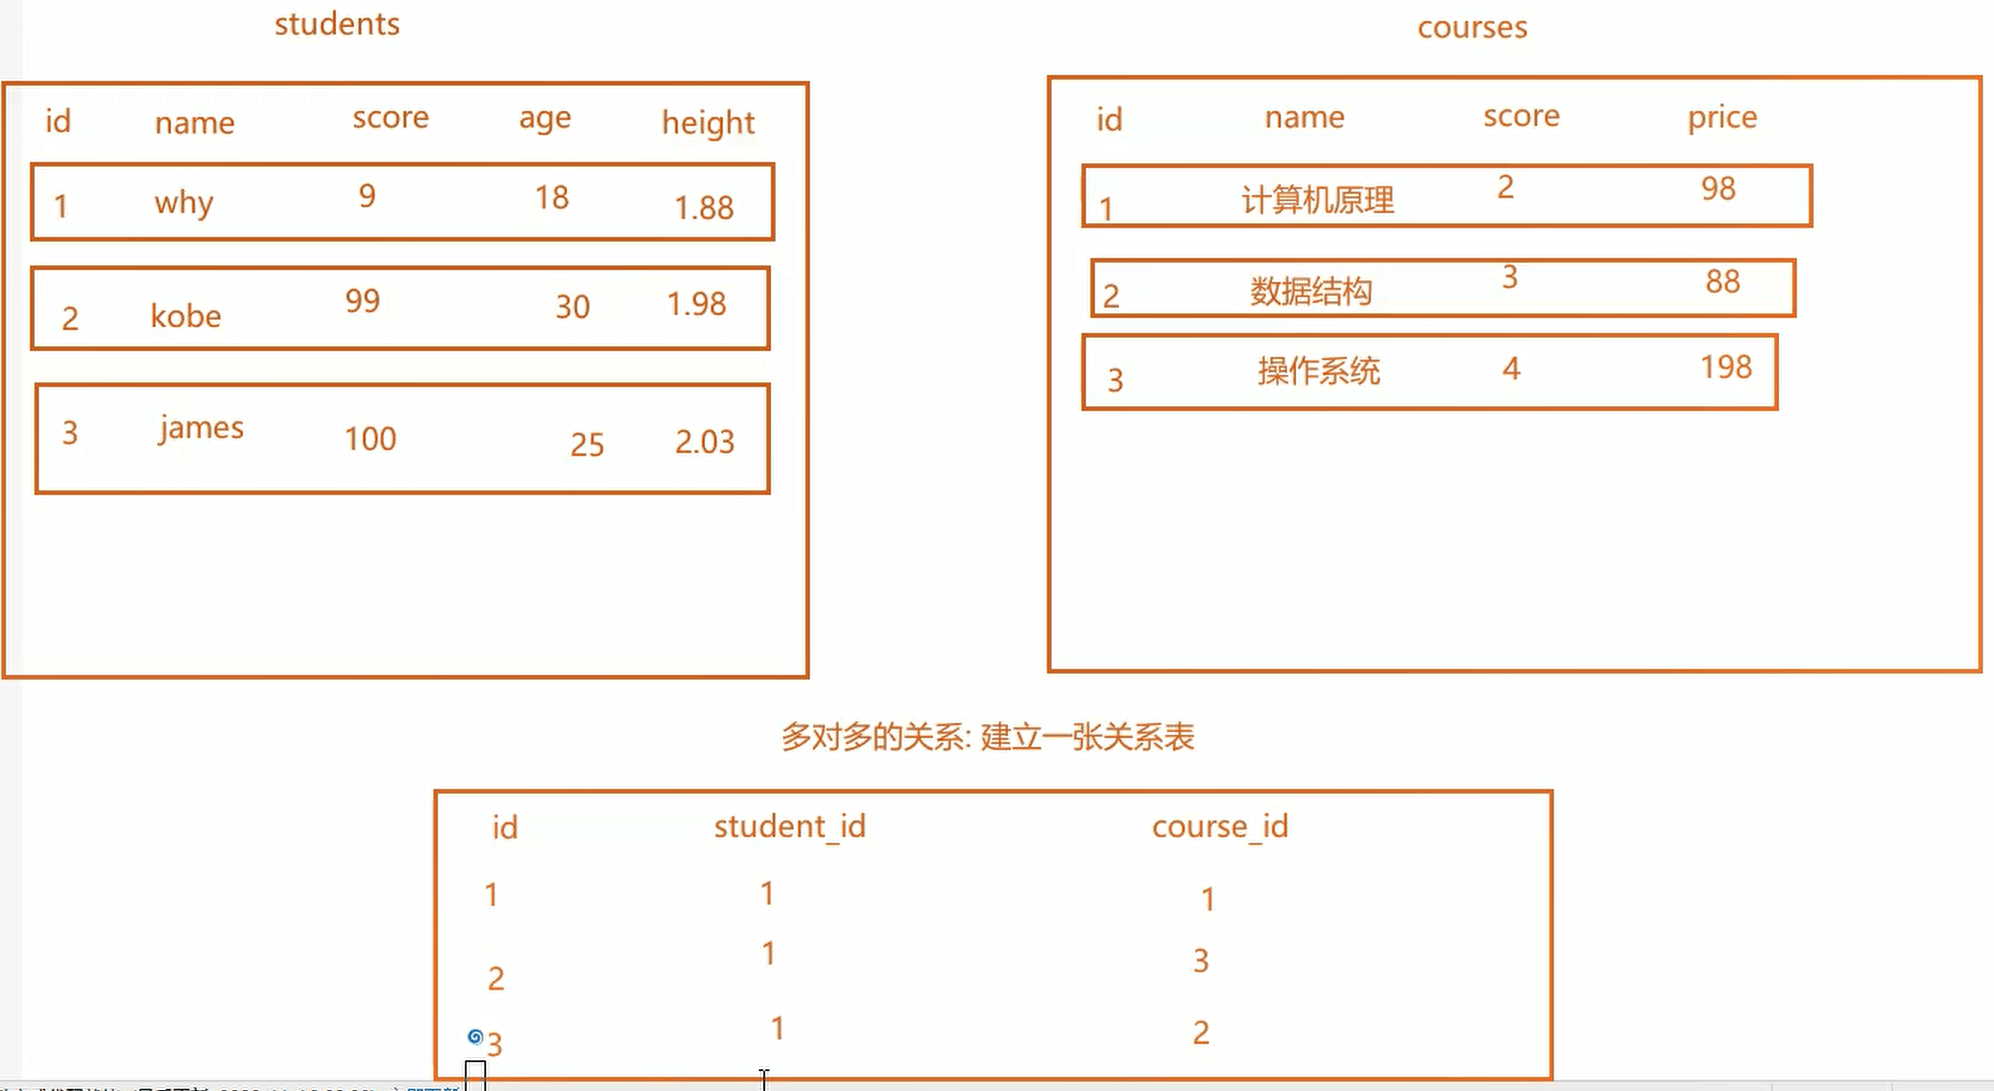 students
id name score age height
1 why 9 18 1.88
2 kobe 99 30 1.98
3 james 100 25 2.03
courses
id name score price
1 计算机原理 2 98
2 数据结构 3 88
3 操作系统 4 198
多对多的关系: 建立一张关系表
id student_id course_id
1 1 1
2 1 3
3 1 2